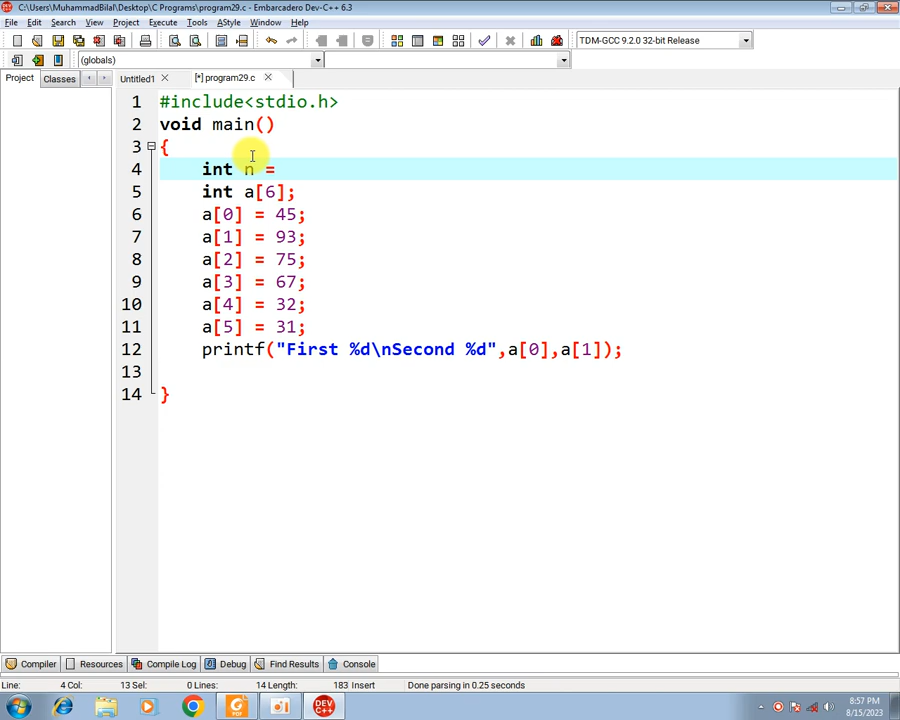 C:\Users\MuhammadBilal\Desktop\C Programs\program29.c - Embarcadero Dev-C++ 6.3
File Edit Search View Project Execute Tools AStyle Window Help
TDM-GCC 9.2.0 32-bit Release
(globals)
Project Classes Untitled1 [*] program29.c
1 #include<stdio.h>
2 void main()
3 {
4 int n =
5 int a[6];
6 a[0] = 45;
7 a[1] = 93;
8 a[2] = 75;
9 a[3] = 67;
10 a[4] = 32;
11 a[5] = 31;
12 printf("First %d\nSecond %d",a[0],a[1]);
13
14 }
Compiler Resources Compile Log Debug Find Results Console
Line: 4 Col: 13 Sel: 0 Lines: 14 Length: 183 Insert Done parsing in 0.25 seconds
DEV C++
8:57 PM
8/15/2023